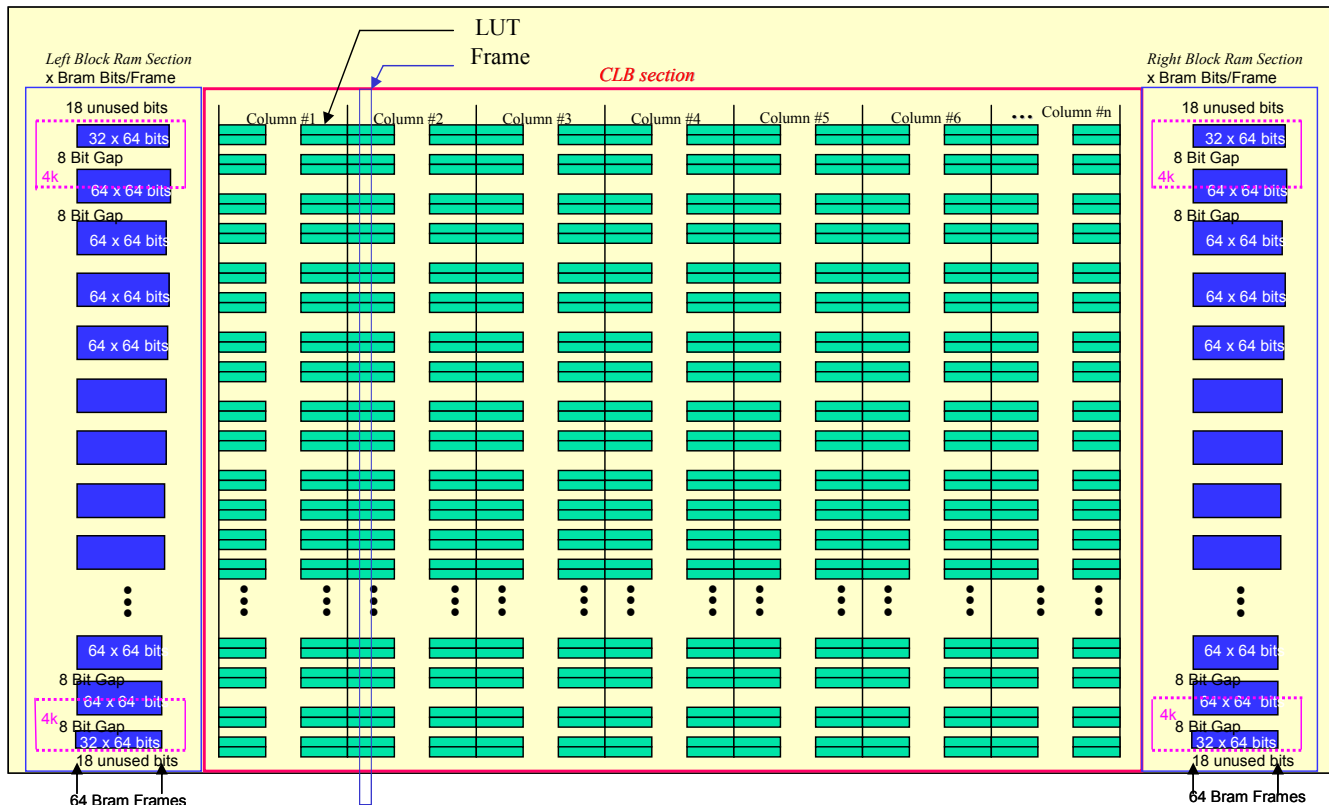 LUT
Frame
Left Block Ram Section
x Bram Bits/Frame
CLB section
Right Block Ram Section
x Bram Bits/Frame
18 unused bits
32 x 64 bits
8 Bit Gap
4k
64 x 64 bits
8 Bit Gap
64 x 64 bits
64 x 64 bits
64 x 64 bits
64 x 64 bits
8 Bit Gap
64 x 64 bits
4k
8 Bit Gap
32 x 64 bits
18 unused bits
64 Bram Frames
Column #1
Column #2
Column #3
Column #4
Column #5
Column #6
••• Column #n
18 unused bits
32 x 64 bits
8 Bit Gap
4k
64 x 64 bits
8 Bit Gap
64 x 64 bits
64 x 64 bits
64 x 64 bits
64 x 64 bits
8 Bit Gap
64 x 64 bits
4k
8 Bit Gap
32 x 64 bits
18 unused bits
64 Bram Frames